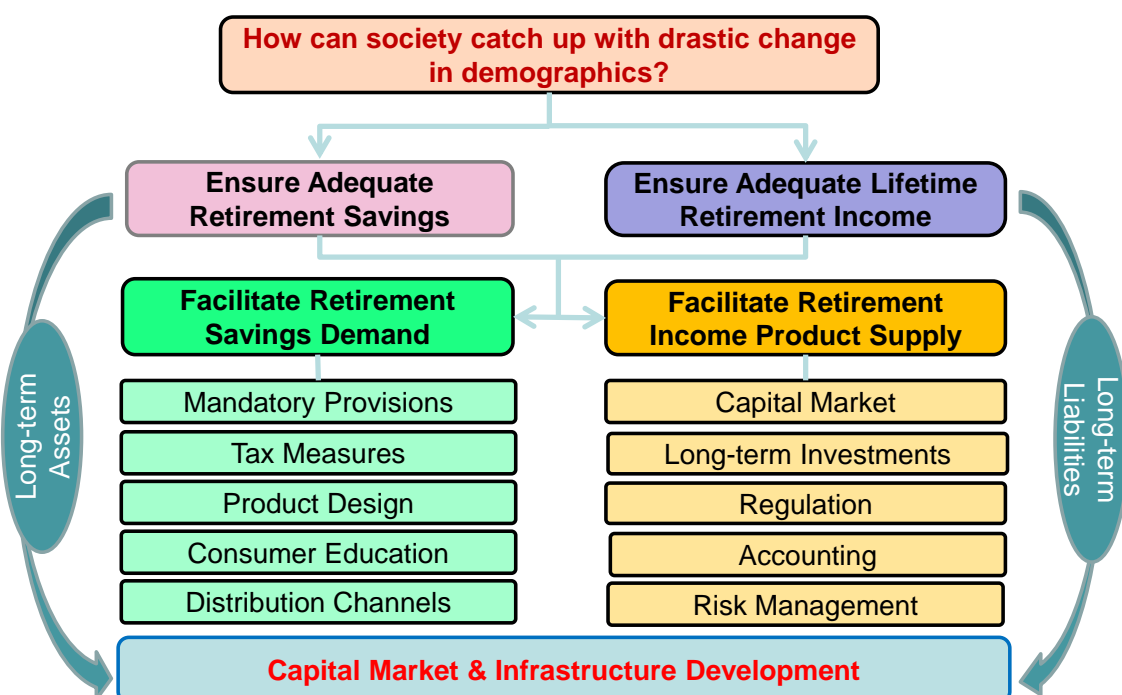 How can society catch up with drastic change
in demographics?
Ensure Adequate
Retirement Savings
Ensure Adequate Lifetime
Retirement Income
Facilitate Retirement
Savings Demand
Facilitate Retirement
Income Product Supply
Long-term
Assets
Mandatory Provisions
Tax Measures
Product Design
Consumer Education
Distribution Channels
Capital Market
Long-term Investments
Regulation
Accounting
Risk Management
Long-term
Liabilities
Capital Market & Infrastructure Development